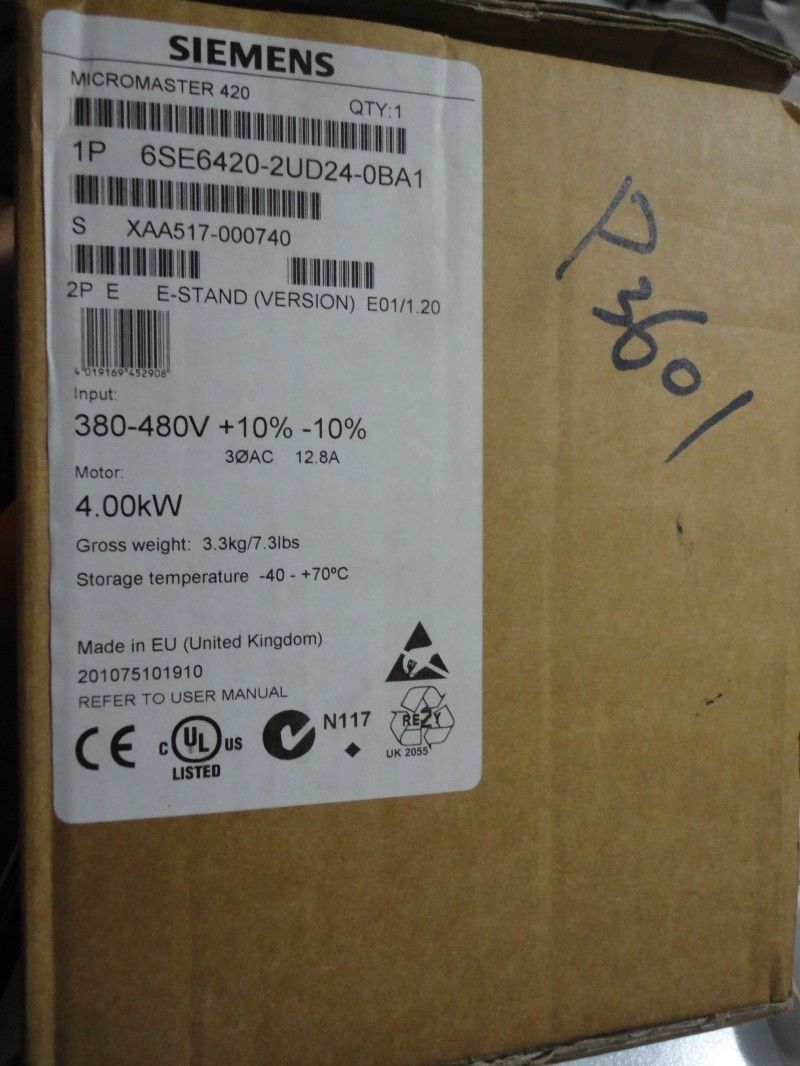 SIEMENS
MICROMASTER 420
QTY:1
1P 6SE6420-2UD24-0BA1
S XAA517-000740
2P E E-STAND (VERSION) E01/1.20
4 019169 452908
Input:
380-480V +10% -10%
3ØAC 12.8A
Motor:
4.00kW
Gross weight: 3.3kg/7.3lbs
Storage temperature -40 - +70ºC
Made in EU (United Kingdom)
201075101910
REFER TO USER MANUAL
CE
C UL US
LISTED
N117
RESY
UK 2055
P3601